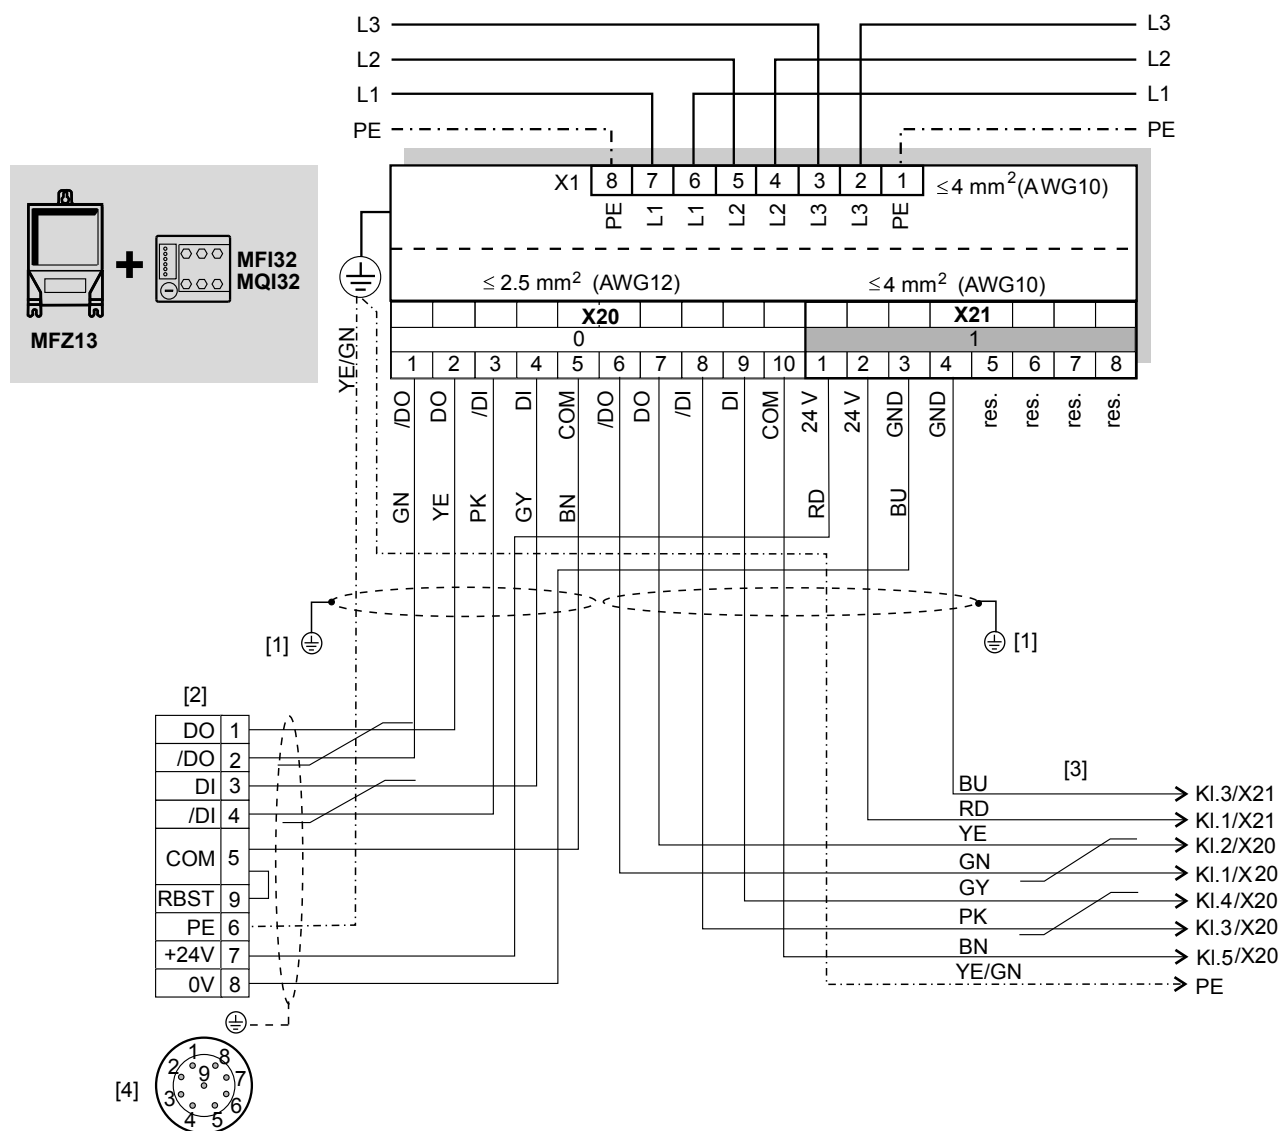 L3 L3
L2 L2
L1 L1
PE PE
X1 8 7 6 5 4 3 2 1 ≤4 mm²(AWG10)
PE L1 L1 L2 L2 L3 L3 PE
MFI32
MQI32
MFZ13
≤ 2.5 mm² (AWG12) ≤4 mm² (AWG10)
X20 X21
0 1
1 2 3 4 5 6 7 8 9 10 1 2 3 4 5 6 7 8
YE/GN
/DO DO /DI DI COM /DO DO /DI DI COM 24 V 24 V GND GND res. res. res. res.
GN YE PK GY BN RD BU
[1] [1]
[2]
DO 1
/DO 2
DI 3
/DI 4
COM 5
RBST 9
PE 6
+24V 7
0V 8
[3]
BU Kl.3/X21
RD Kl.1/X21
YE Kl.2/X20
GN Kl.1/X20
GY Kl.4/X20
PK Kl.3/X20
BN Kl.5/X20
YE/GN PE
[4]
1 8
2 9 7
3 6
4 5